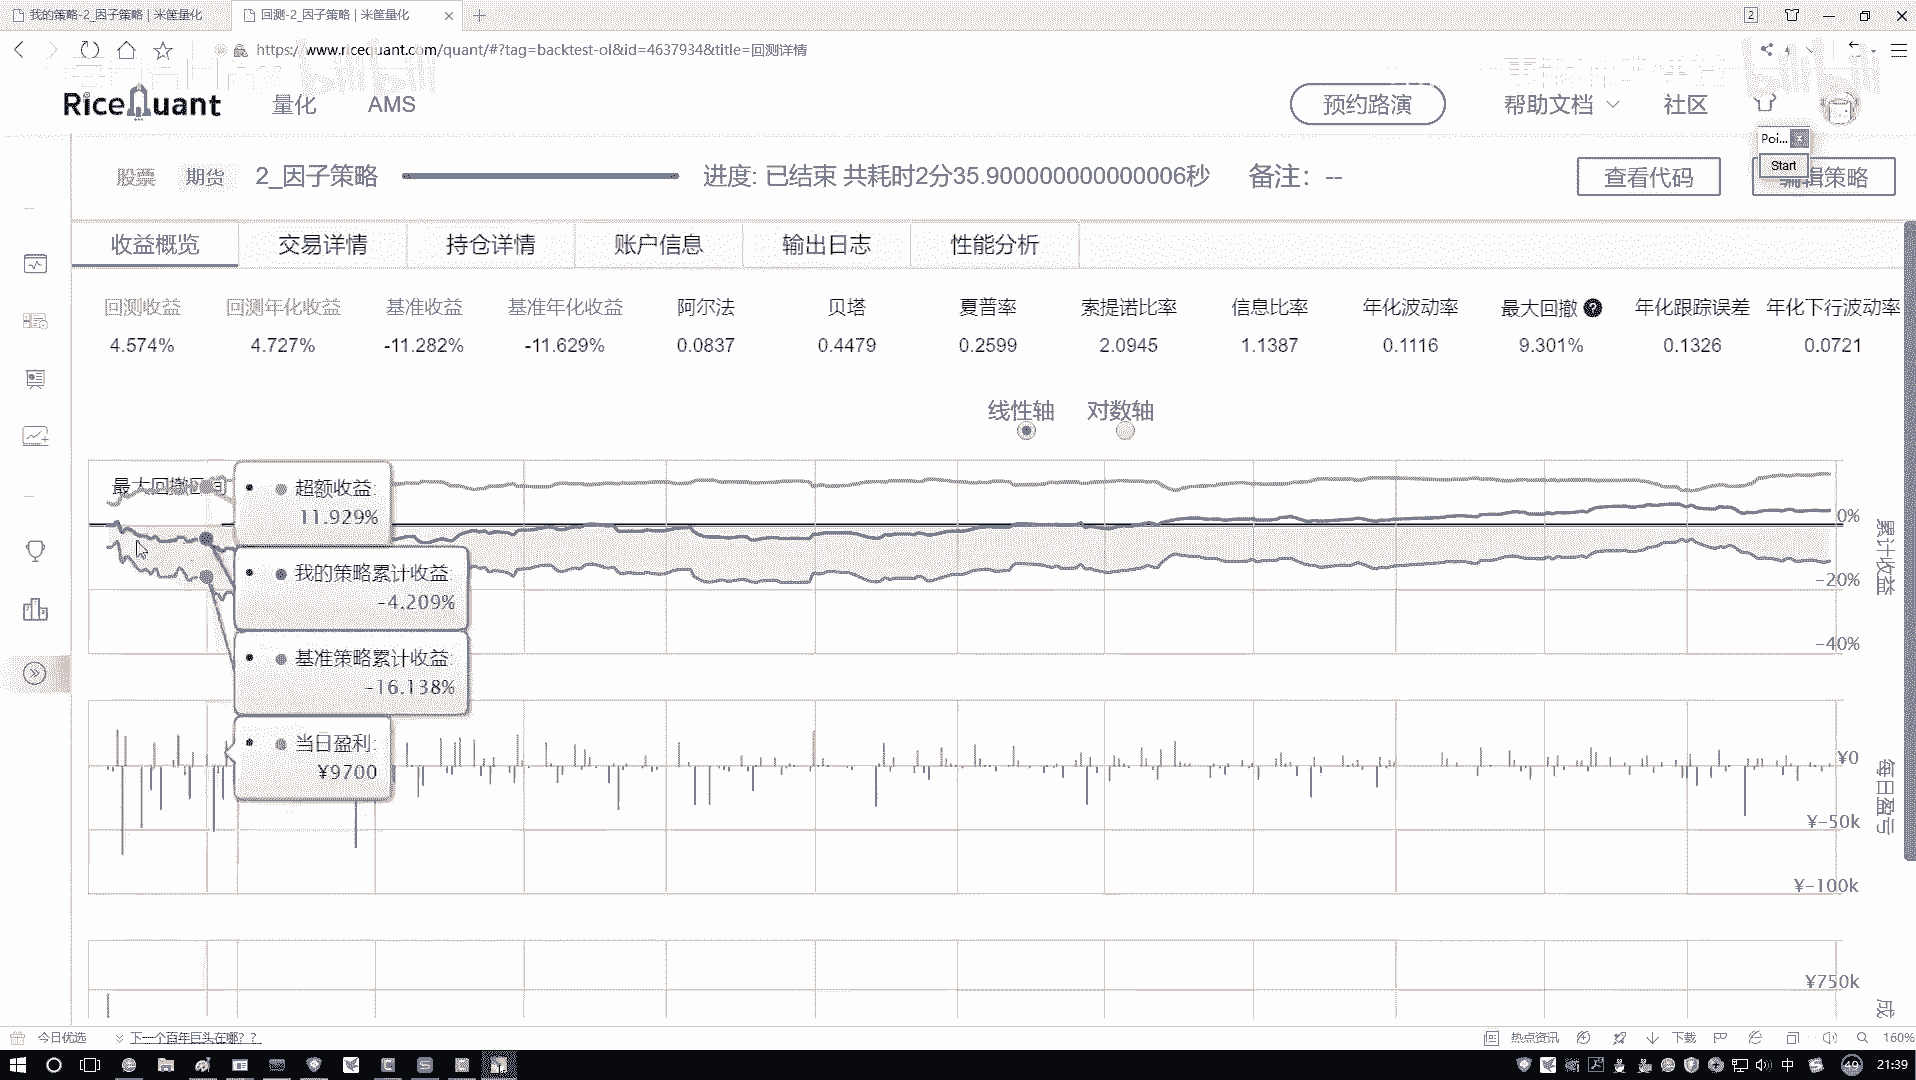 我的策略-2_因子策略 | 米筐量化
回测-2_因子策略 | 米筐量化
2
https://www.ricequant.com/quant/#?tag=backtest-ol&id=4637934&title=回测详情
bilibili
RiceQuant
量化
AMS
预约路演
帮助文档
社区
Poi...
Start
股票
期货
2_因子策略
进度: 已结束 共耗时2分35.900000000000006秒
备注: --
查看代码
编辑策略
收益概览
交易详情
持仓详情
账户信息
输出日志
性能分析
回测收益 回测年化收益 基准收益 基准年化收益 阿尔法 贝塔 夏普率 索提诺比率 信息比率 年化波动率 最大回撤 ? 年化跟踪误差 年化下行波动率
4.574% 4.727% -11.282% -11.629% 0.0837 0.4479 0.2599 2.0945 1.1387 0.1116 9.301% 0.1326 0.0721
线性轴 对数轴
最大回撤区间
超额收益:
11.929%
我的策略累计收益:
-4.209%
基准策略累计收益:
-16.138%
当日盈利:
¥9700
0%
-20%
-40%
累计收益
¥0
¥-50k
¥-100k
每日盈亏
¥750k
成
今日优选
下一个百年巨头在哪？？
热点资讯
下载
160%
中
49
21:39